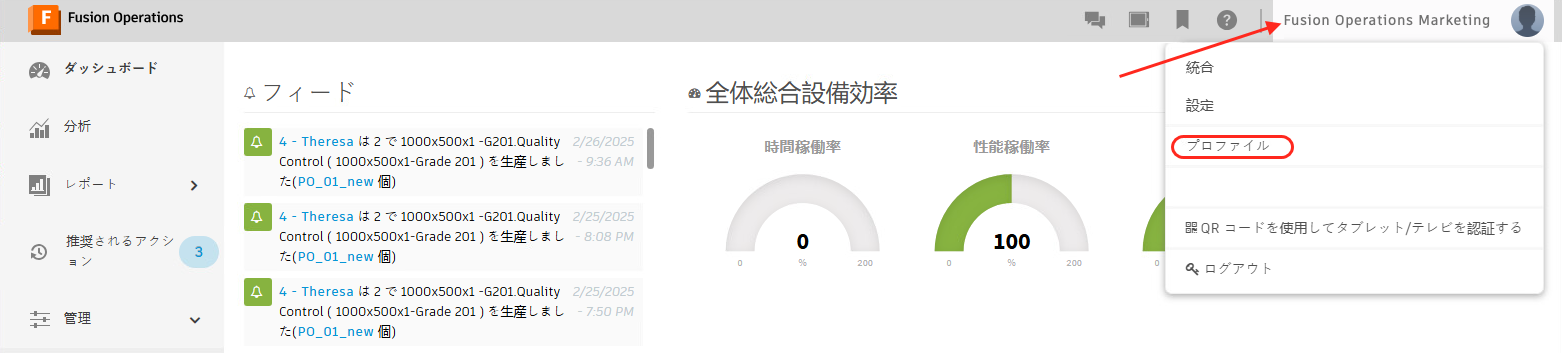 Fusion Operations
Fusion Operations Marketing
ダッシュボード
分析
レポート
推奨されるアクシ
ョン
3
管理
フィード
4 - Theresa は 2 で 1000x500x1 -G201.Quality
Control ( 1000x500x1-Grade 201 ) を生産しまし
た(PO_01_new 個)
2/26/2025
- 9:36 AM
4 - Theresa は 2 で 1000x500x1 -G201.Quality
Control ( 1000x500x1-Grade 201 ) を生産しまし
た(PO_01_new 個)
2/25/2025
- 8:08 PM
4 - Theresa は 2 で 1000x500x1 -G201.Quality
Control ( 1000x500x1-Grade 201 ) を生産しまし
た(PO_01_new 個)
2/25/2025
- 7:50 PM
全体総合設備効率
時間稼働率
0
0 % 200
性能稼働率
100
0 % 200
統合
設定
プロファイル
QR コードを使用してタブレット/テレビを認証する
ログアウト